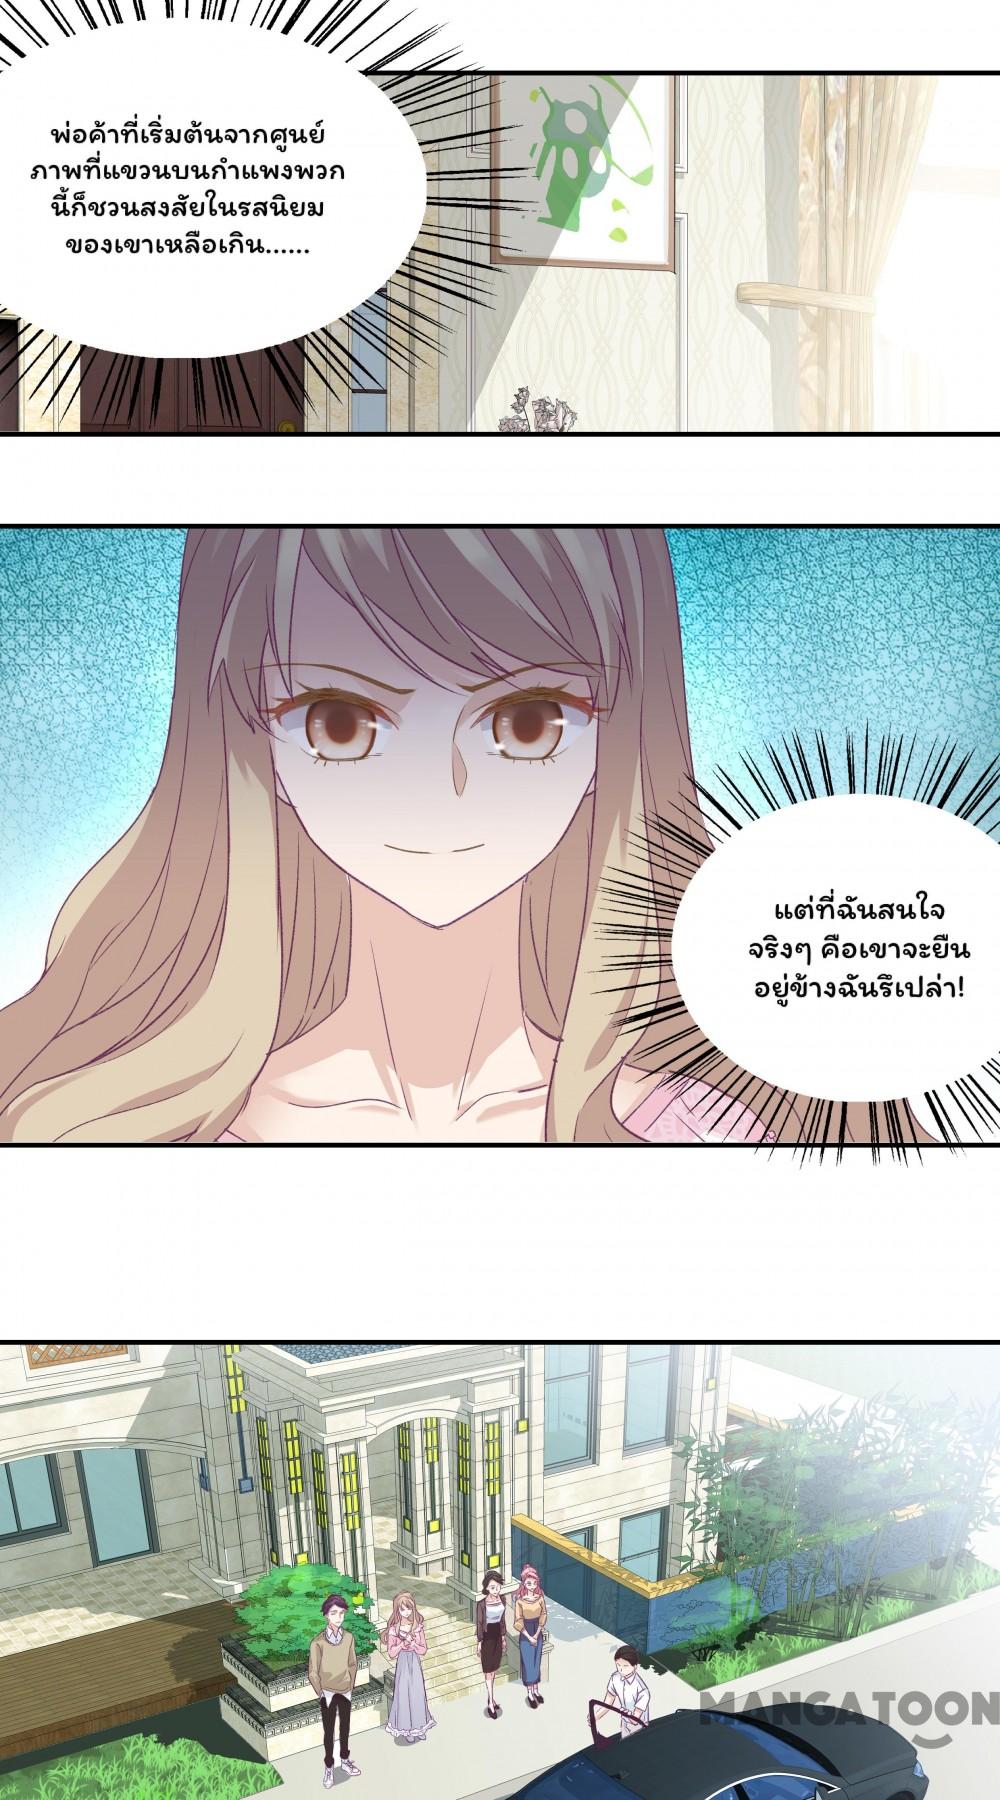 พ่อค้าที่เริ่มต้นจากศูนย์
ภาพที่แขวนบนกำแพงพวก
นี้ก็ชวนสงสัยในรสนิยม
ของเขาเหลือเกิน......
แต่ที่ฉันสนใจ
จริงๆ คือเขาจะยืน
อยู่ข้างฉันรึเปล่า!
MANGATOON